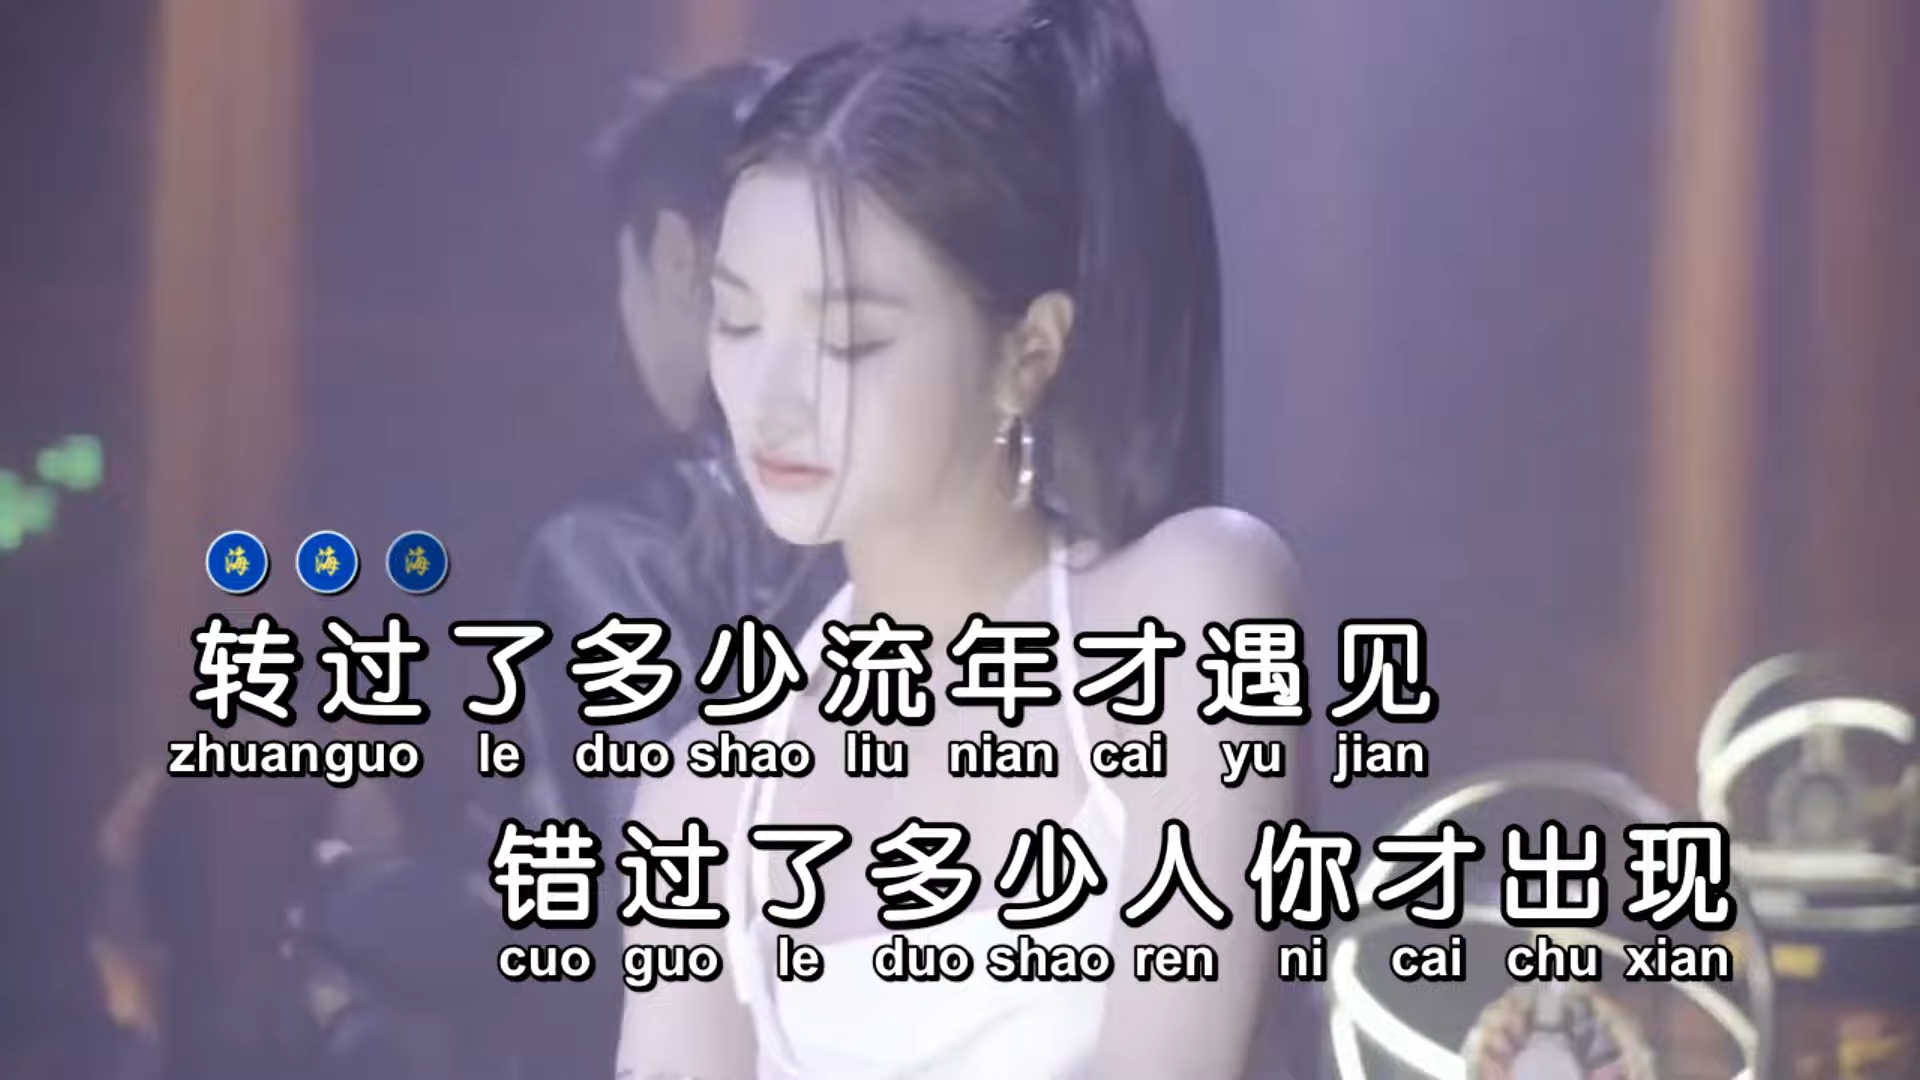 海 海 海
转过了多少流年才遇见
zhuanguo le duo shao liu nian cai yu jian
错过了多少人你才出现
cuo guo le duo shao ren ni cai chu xian